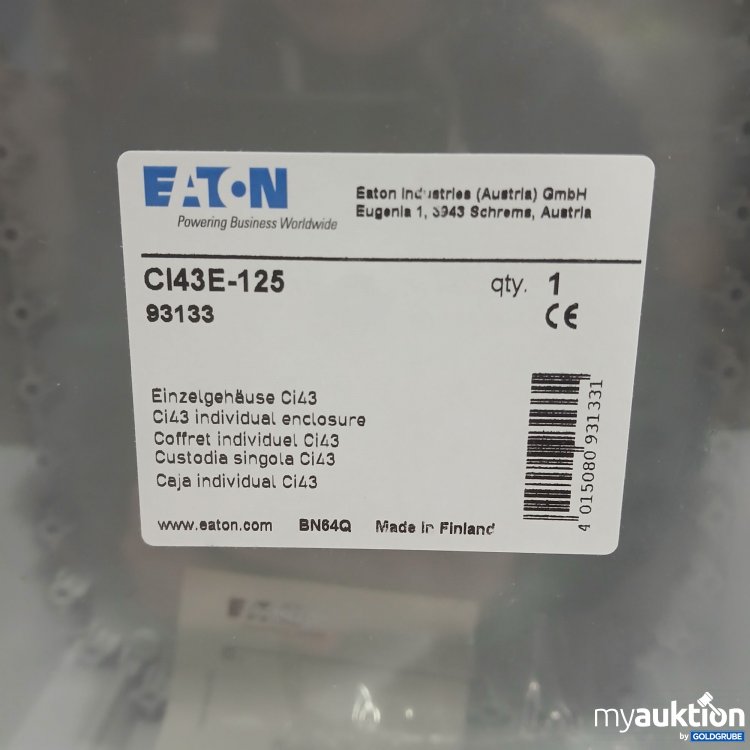 EATON
Powering Business Worldwide
Eaton Industries (Austria) GmbH
Eugenia 1, 3943 Schrems, Austria
CI43E-125
qty. 1
93133
CE
Einzelgehäuse Ci43
Ci43 individual enclosure
Coffret individuel Ci43
Custodia singola Ci43
Caja individual Ci43
4 015080 931331
www.eaton.com BN64Q Made in Finland
EATON
myauktion
by GOLDGRUBE